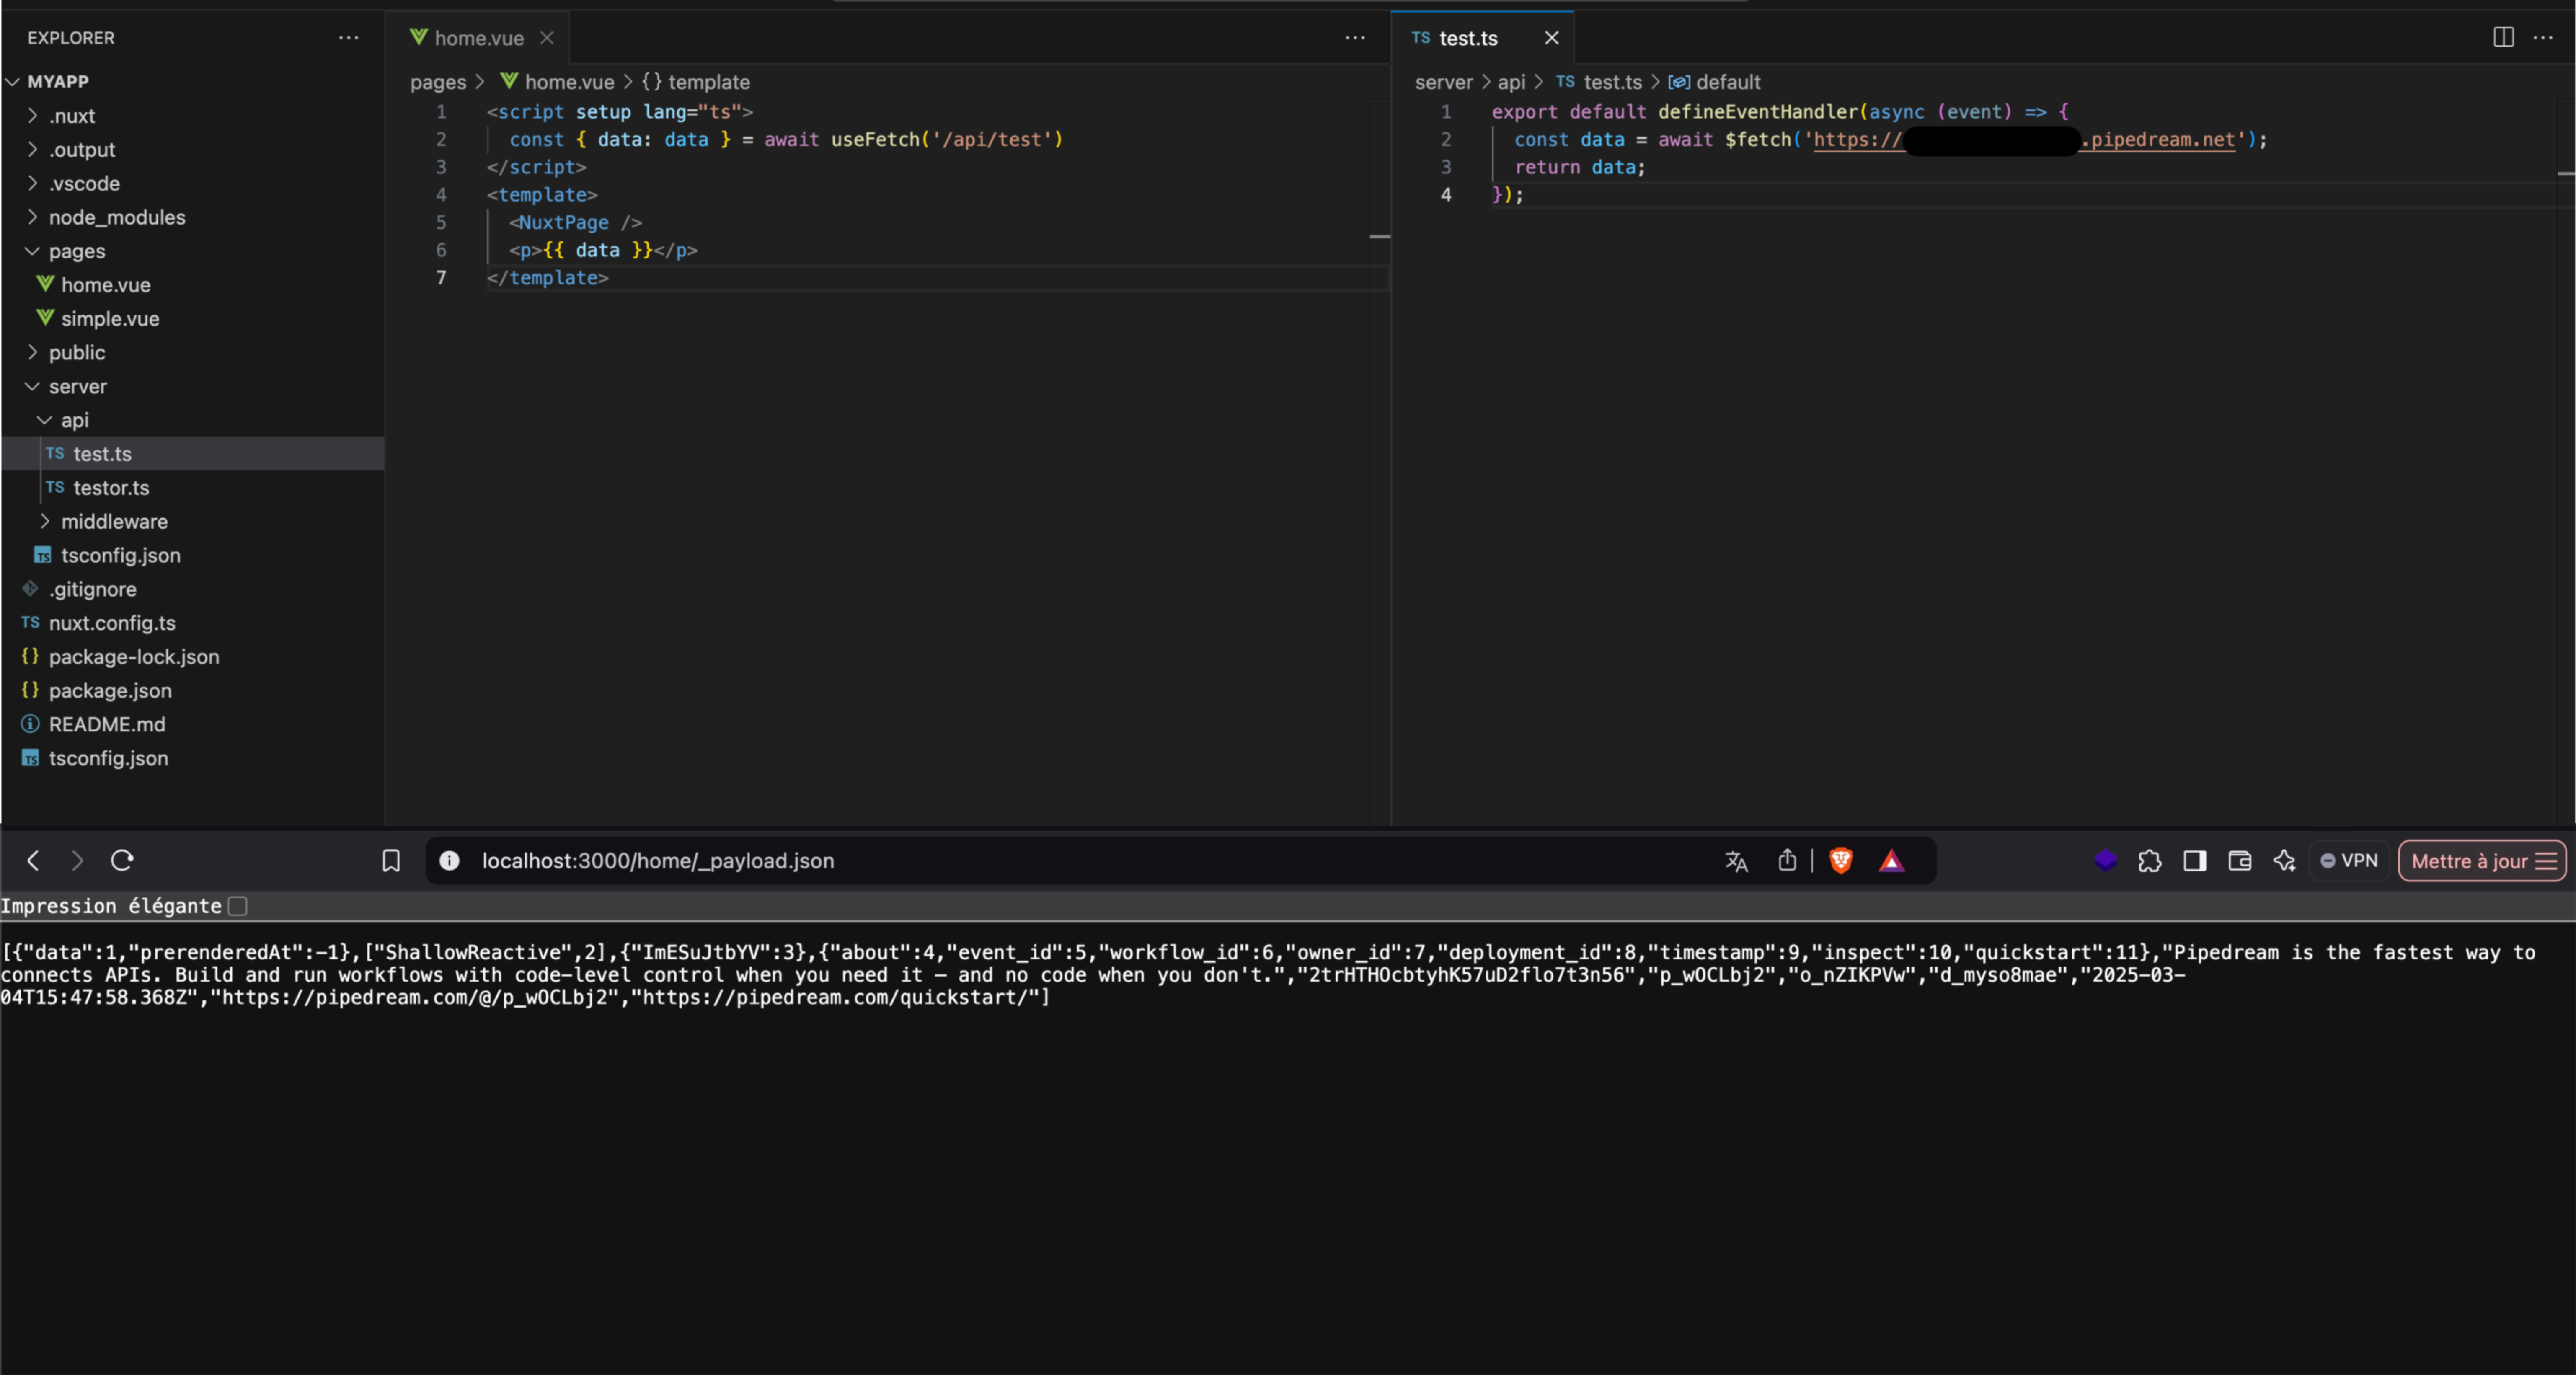 EXPLORER
MYAPP
.nuxt
.output
.vscode
node_modules
pages
home.vue
simple.vue
public
server
api
TS test.ts
TS testor.ts
middleware
TS tsconfig.json
.gitignore
TS nuxt.config.ts
{} package-lock.json
{} package.json
README.md
TS tsconfig.json
home.vue
pages > home.vue > {} template
1 <script setup lang="ts">
2 const { data: data } = await useFetch('/api/test')
3 </script>
4 <template>
5 <NuxtPage />
6 <p>{{ data }}</p>
7 </template>
TS test.ts
server > api > TS test.ts > default
1 export default defineEventHandler(async (event) => {
2 const data = await $fetch('https:// .pipedream.net');
3 return data;
4 });
localhost:3000/home/_payload.json
VPN
Mettre à jour
Impression élégante
[{"data":1,"prerenderedAt":-1},["ShallowReactive",2],{"ImESuJtbYV":3},{"about":4,"event_id":5,"workflow_id":6,"owner_id":7,"deployment_id":8,"timestamp":9,"inspect":10,"quickstart":11},"Pipedream is the fastest way to
connects APIs. Build and run workflows with code-level control when you need it — and no code when you don't.","2trHTHOcbtyhK57uD2flo7t3n56","p_wOCLbj2","o_nZIKPVw","d_myso8mae","2025-03-
04T15:47:58.368Z","https://pipedream.com/@/p_wOCLbj2","https://pipedream.com/quickstart/"]